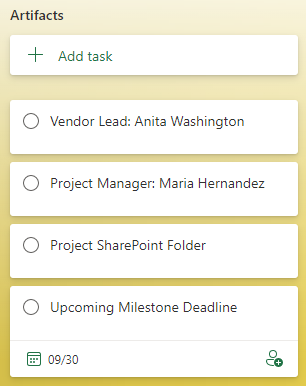 Artifacts
Add task
Vendor Lead: Anita Washington
Project Manager: Maria Hernandez
Project SharePoint Folder
Upcoming Milestone Deadline
09/30